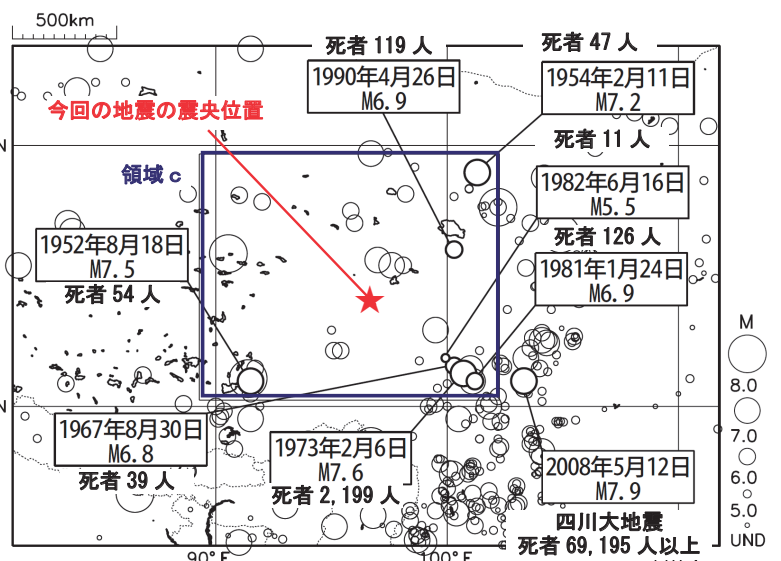 500km
死者 119 人
死者 47 人
1990年4月26日
M6.9
1954年2月11日
M7.2
今回の地震の震央位置
死者 11 人
N
領域 c
1982年6月16日
M5.5
死者 126 人
1952年8月18日
M7.5
死者 54 人
1981年1月24日
M6.9
M
8.0
7.0
6.0
5.0
UND
N
1967年8月30日
M6.8
死者 39 人
1973年2月6日
M7.6
死者 2,199 人
2008年5月12日
M7.9
四川大地震
死者 69,195 人以上
90°E
100°E